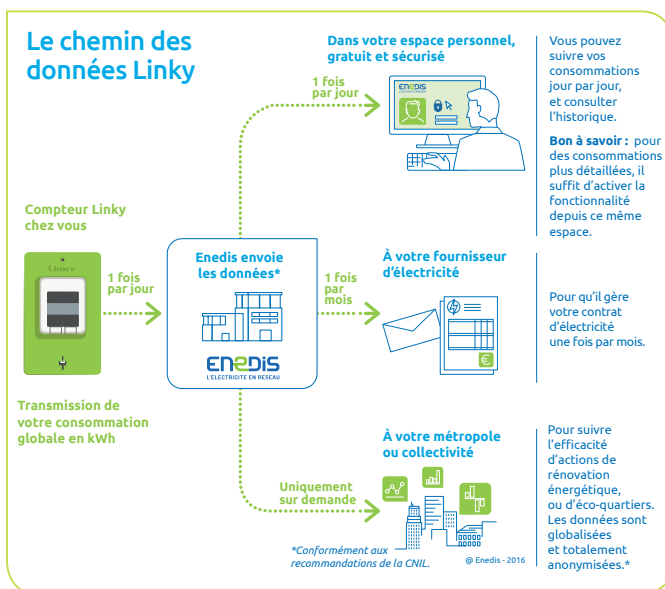 Le chemin des
données Linky
Dans votre espace personnel,
gratuit et sécurisé
1 fois
par jour
ENEDIS
Vous pouvez
suivre vos
consommations
jour par jour,
et consulter
l'historique.
Bon à savoir : pour
des consommations
plus détaillées, il
suffit d'activer la
fonctionnalité
depuis ce même
espace.
Compteur Linky
chez vous
Linky
1 fois
par jour
Enedis envoie
les données*
ENEDIS
L'ELECTRICITE EN RESEAU
1 fois
par
mois
À votre fournisseur
d'électricité
€
Pour qu'il gère
votre contrat
d'électricité
une fois par mois.
Transmission de
votre consommation
globale en kWh
Uniquement
sur demande
À votre métropole
ou collectivité
Pour suivre
l'efficacité
d'actions de
rénovation
énergétique,
ou d'éco-quartiers.
Les données sont
globalisées
et totalement
anonymisées.*
*Conformément aux
recommandations de la CNIL.
@ Enedis - 2016